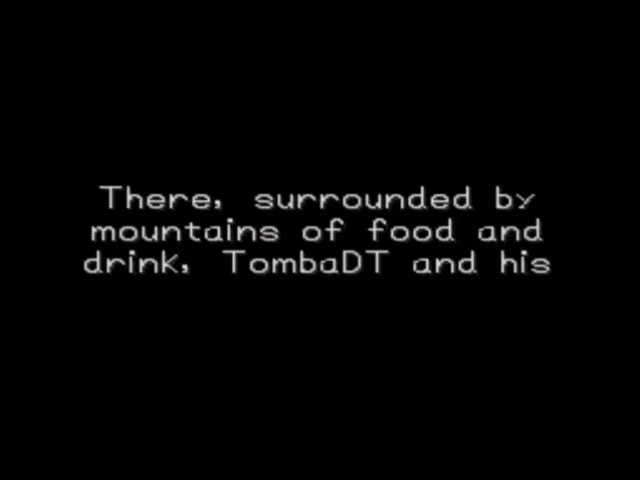 There, surrounded by
mountains of food and
drink, TombaDT and his